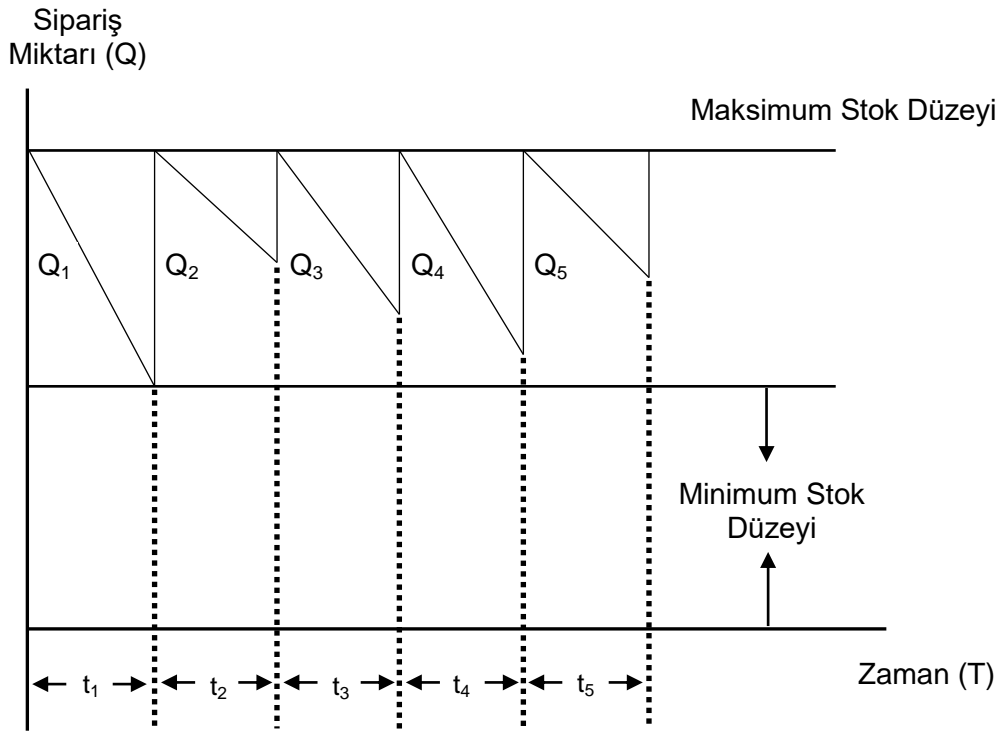 Sipariş
Miktarı (Q)
Maksimum Stok Düzeyi
Q₁
Q₂
Q₃
Q₄
Q₅
Minimum Stok
Düzeyi
t₁
t₂
t₃
t₄
t₅
Zaman (T)